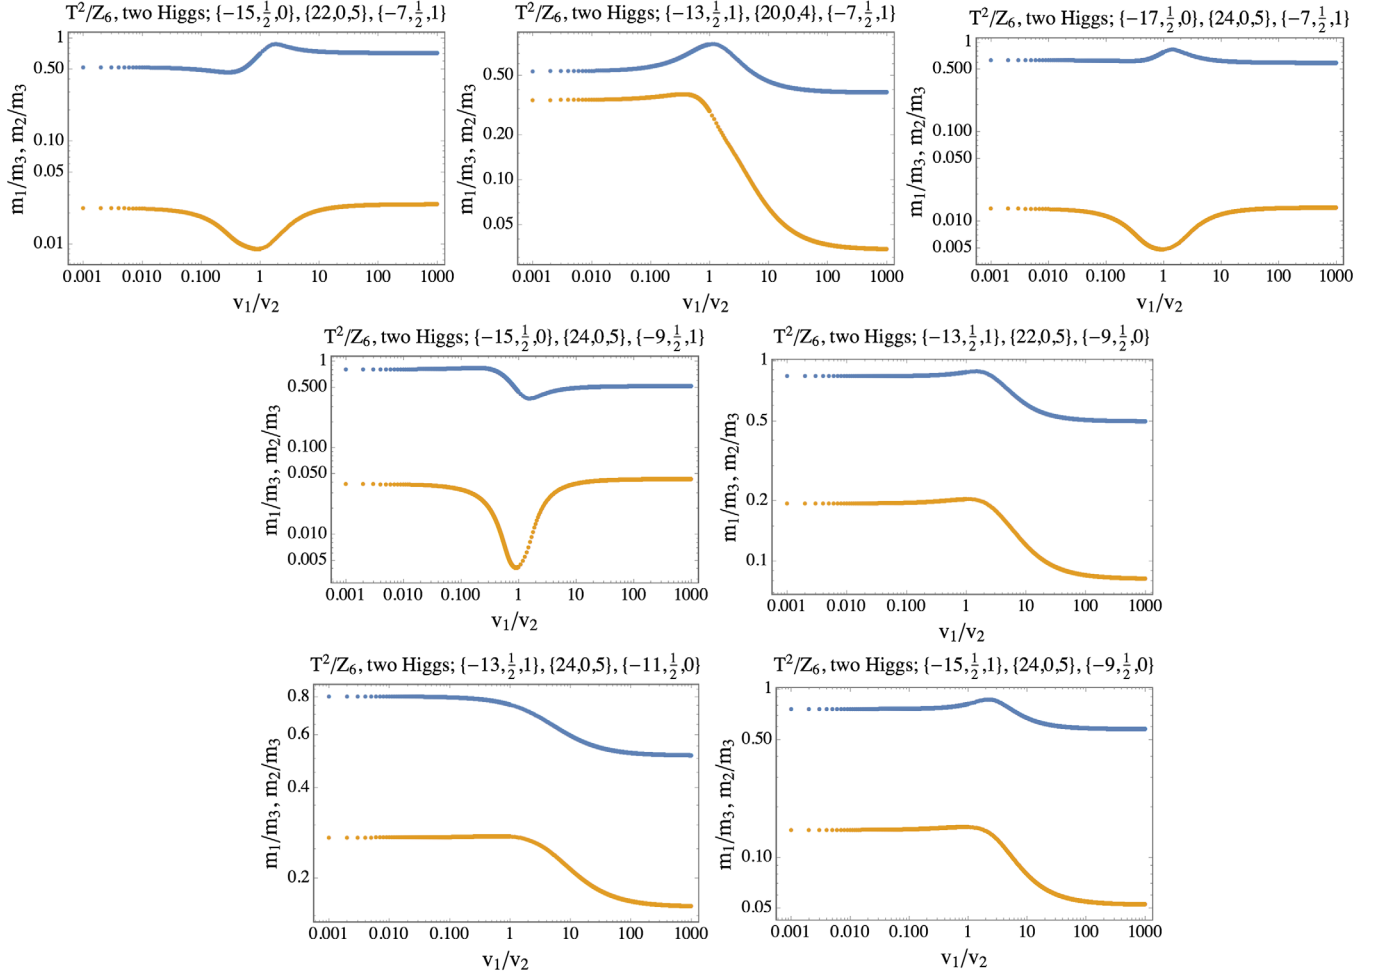 T²/Z₆, two Higgs; {−15,½,0}, {22,0,5}, {−7,½,1}
1
0.50
0.10
0.05
0.01
m₁/m₃, m₂/m₃
0.001 0.010 0.100 1 10 100 1000
v₁/v₂
T²/Z₆, two Higgs; {−13,½,1}, {20,0,4}, {−7,½,1}
0.50
0.20
0.10
0.05
m₁/m₃, m₂/m₃
0.001 0.010 0.100 1 10 100 1000
v₁/v₂
T²/Z₆, two Higgs; {−17,½,0}, {24,0,5}, {−7,½,1}
1
0.500
0.100
0.050
0.010
0.005
m₁/m₃, m₂/m₃
0.001 0.010 0.100 1 10 100 1000
v₁/v₂
T²/Z₆, two Higgs; {−15,½,0}, {24,0,5}, {−9,½,1}
1
0.500
0.100
0.050
0.010
0.005
m₁/m₃, m₂/m₃
0.001 0.010 0.100 1 10 100 1000
v₁/v₂
T²/Z₆, two Higgs; {−13,½,1}, {22,0,5}, {−9,½,0}
1
0.5
0.2
0.1
m₁/m₃, m₂/m₃
0.001 0.010 0.100 1 10 100 1000
v₁/v₂
T²/Z₆, two Higgs; {−13,½,1}, {24,0,5}, {−11,½,0}
0.8
0.6
0.4
0.2
m₁/m₃, m₂/m₃
0.001 0.010 0.100 1 10 100 1000
v₁/v₂
T²/Z₆, two Higgs; {−15,½,1}, {24,0,5}, {−9,½,0}
1
0.50
0.10
0.05
m₁/m₃, m₂/m₃
0.001 0.010 0.100 1 10 100 1000
v₁/v₂